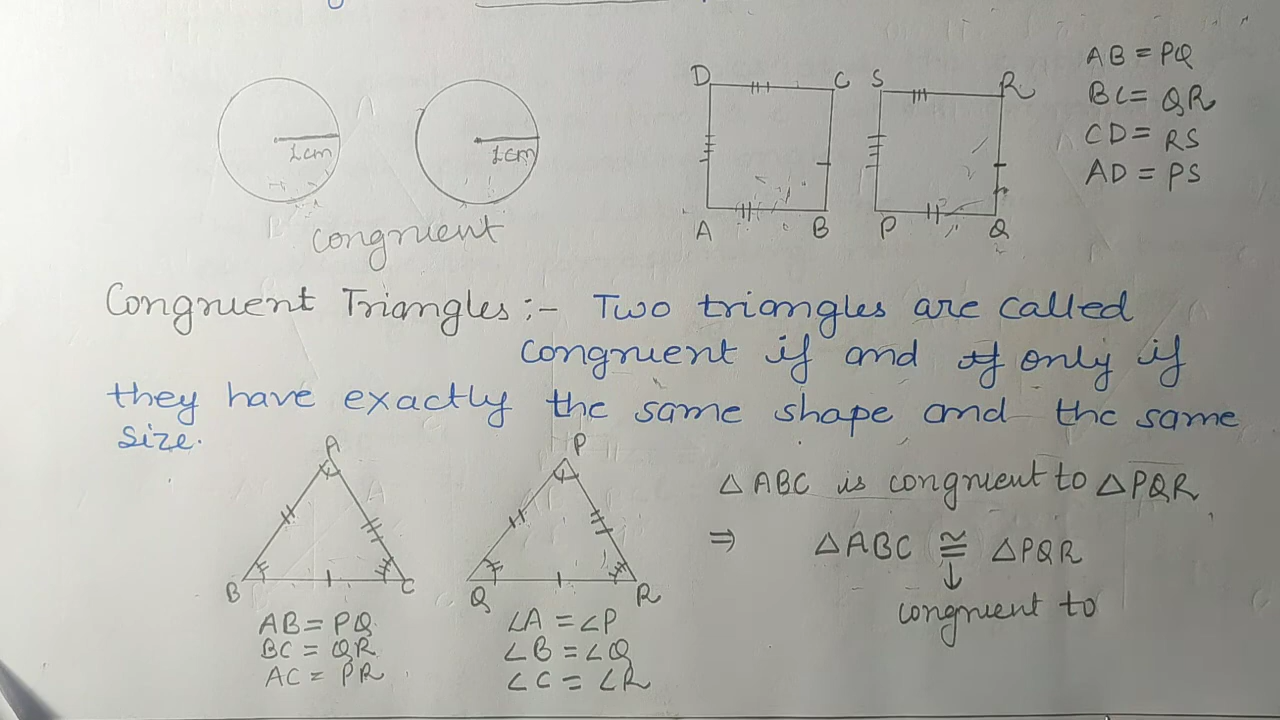 1cm
1cm
congruent
D C
A B
S R
P Q
AB = PQ
BC = QR
CD = RS
AD = PS
Congruent Triangles :- Two triangles are called
congruent if and only if
they have exactly the same shape and the same
size.
A
B C
P
Q R
AB = PQ
BC = QR
AC = PR
∠A = ∠P
∠B = ∠Q
∠C = ∠R
△ABC is congruent to △PQR
⇒ △ABC ≅ △PQR
↓
congruent to